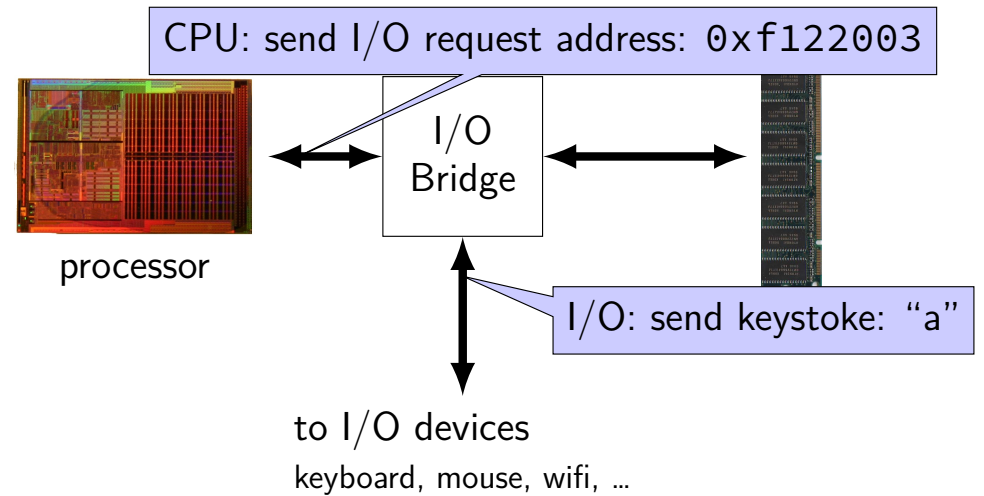 CPU: send I/O request address: 0xf122003
I/O
Bridge
processor
I/O: send keystoke: “a”
to I/O devices
keyboard, mouse, wifi, …